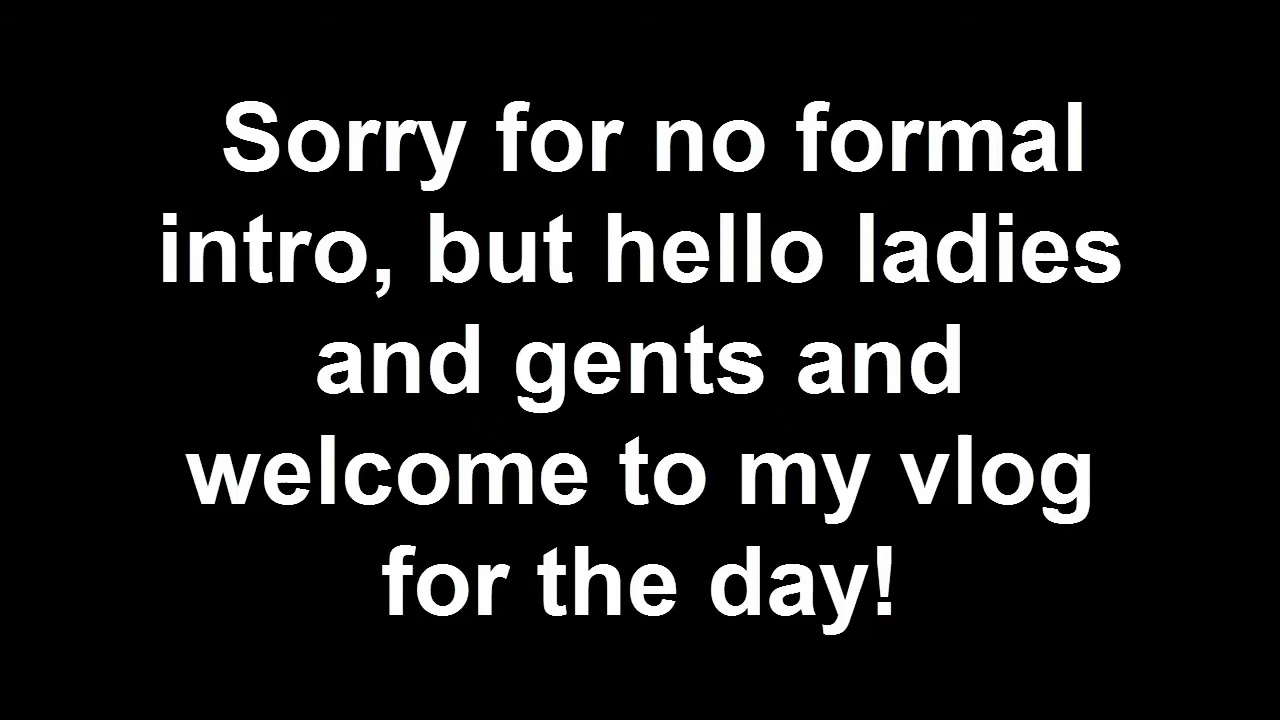 Sorry for no formal
intro, but hello ladies
and gents and
welcome to my vlog
for the day!